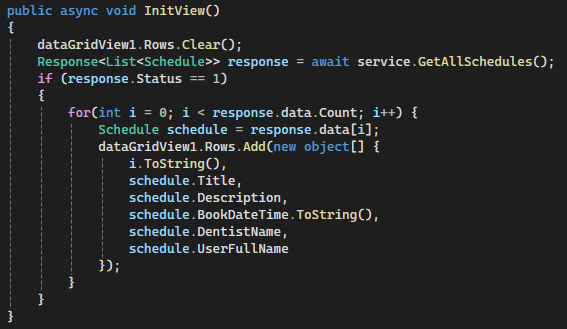 public async void InitView()
{
    dataGridView1.Rows.Clear();
    Response<List<Schedule>> response = await service.GetAllSchedules();
    if (response.Status == 1)
    {
        for(int i = 0; i < response.data.Count; i++) {
            Schedule schedule = response.data[i];
            dataGridView1.Rows.Add(new object[] {
                i.ToString(),
                schedule.Title,
                schedule.Description,
                schedule.BookDateTime.ToString(),
                schedule.DentistName,
                schedule.UserFullName
            });
        }
    }
}